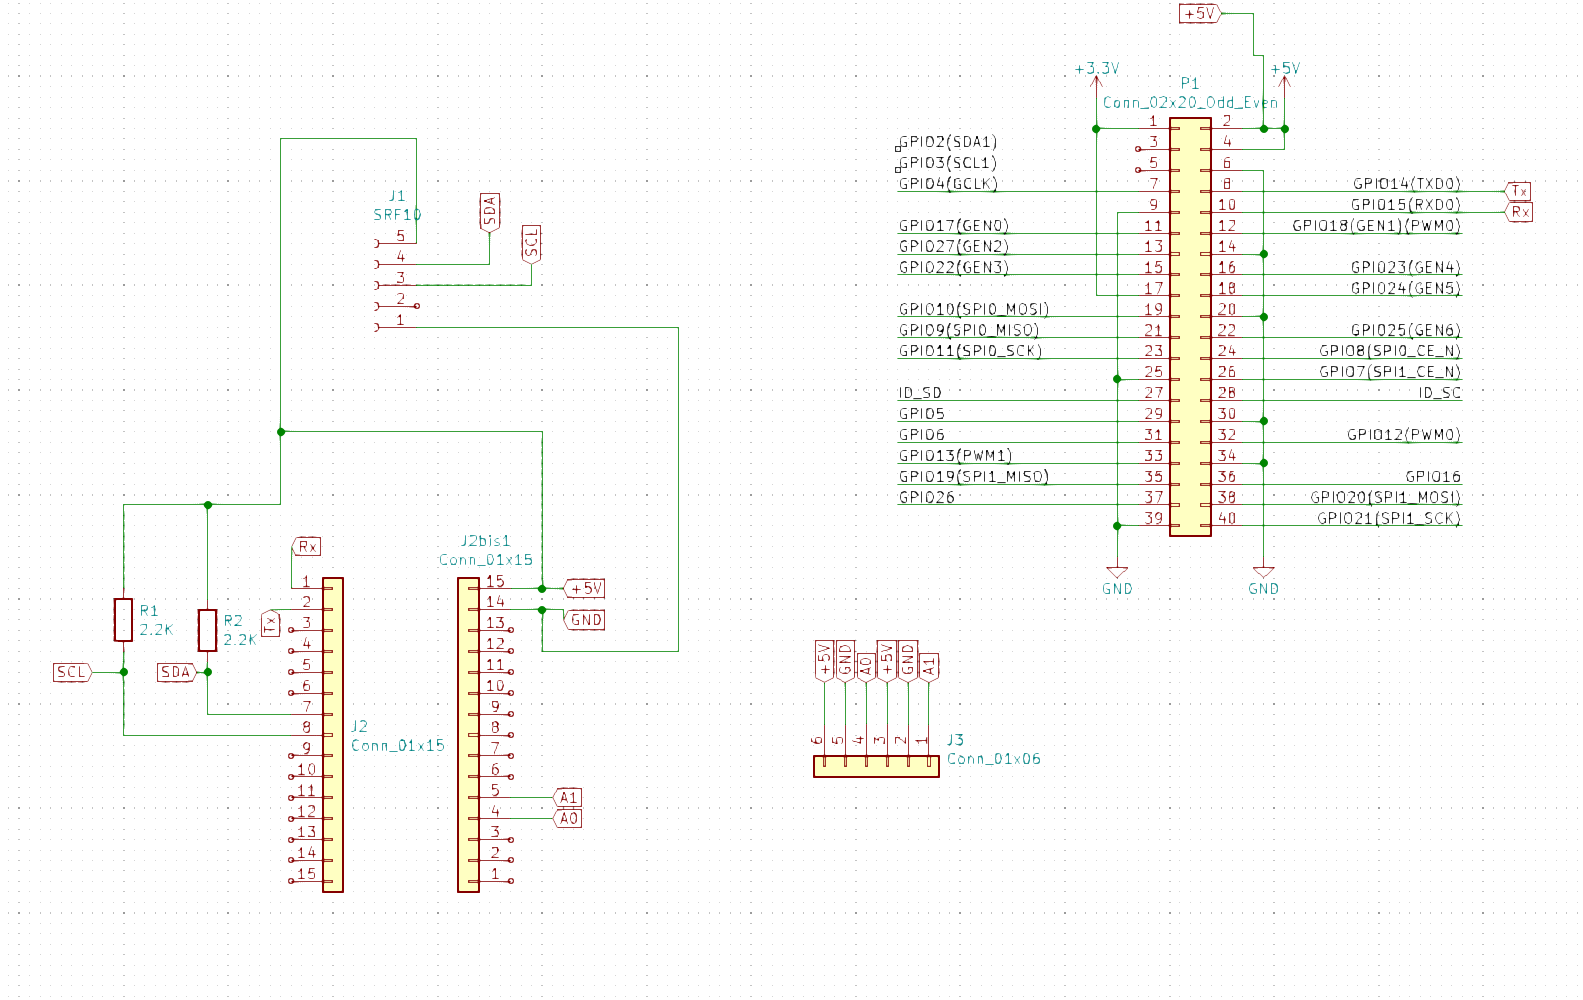 +5V
+3.3V
+5V
P1
Conn_02x20_Odd_Even
1 2
GPIO2(SDA1) 3 4
GPIO3(SCL1) 5 6
GPIO4(GCLK) 7 8 GPIO14(TXD0) Tx
9 10 GPIO15(RXD0) Rx
GPIO17(GEN0) 11 12 GPIO18(GEN1)(PWM0)
GPIO27(GEN2) 13 14
GPIO22(GEN3) 15 16 GPIO23(GEN4)
17 18 GPIO24(GEN5)
GPIO10(SPI0_MOSI) 19 20
GPIO9(SPI0_MISO) 21 22 GPIO25(GEN6)
GPIO11(SPI0_SCK) 23 24 GPIO8(SPI0_CE_N)
25 26 GPIO7(SPI1_CE_N)
ID_SD 27 28 ID_SC
GPIO5 29 30
GPIO6 31 32 GPIO12(PWM0)
GPIO13(PWM1) 33 34
GPIO19(SPI1_MISO) 35 36 GPIO16
GPIO26 37 38 GPIO20(SPI1_MOSI)
39 40 GPIO21(SPI1_SCK)
GND
GND
J1
SRF10
SDA
SCL
5
4
3
2
1
Rx
J2bis1
Conn_01x15
1
2
3
4
5
6
7
8
9
10
11
12
13
14
15
Tx
R1
2.2K
R2
2.2K
SCL
SDA
J2
Conn_01x15
15 +5V
14 GND
13
12
11
10
9
8
7
6
5 A1
4 A0
3
2
1
+5V
GND
A0
+5V
GND
A1
6
5
4
3
2
1
J3
Conn_01x06